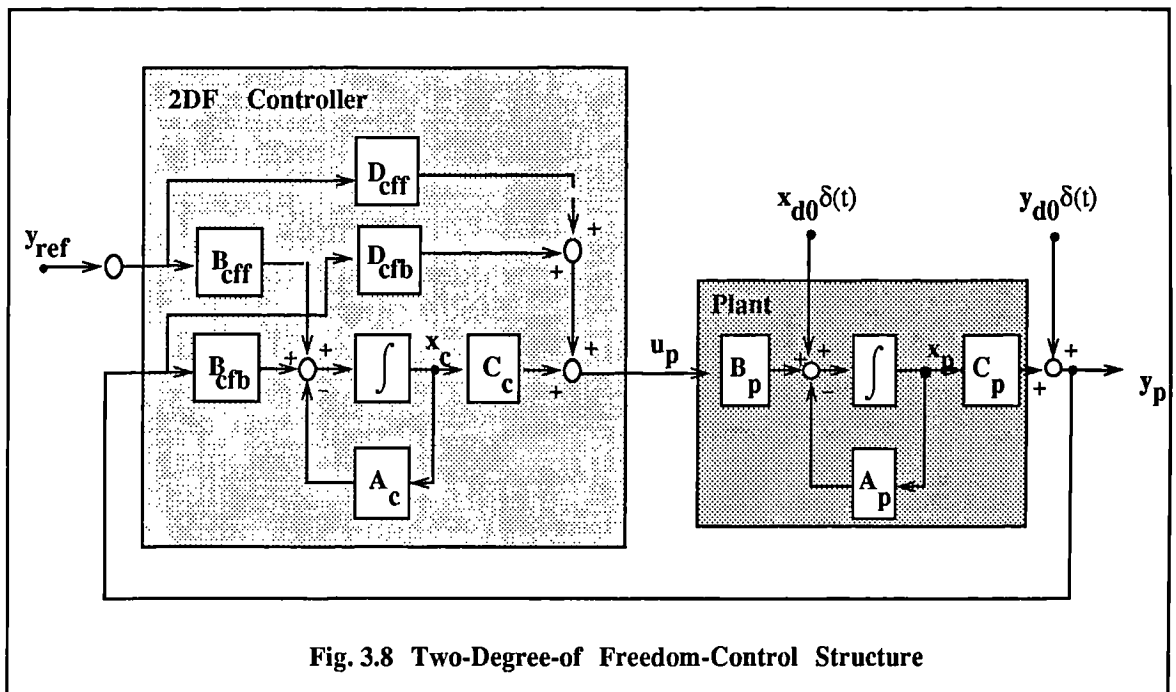 2DF Controller
D_cff
x_d0 δ(t)
y_d0 δ(t)
y_ref
B_cff
D_cfb
+
+
+
Plant
B_cfb
+
+
-
∫
x_c
C_c
+
+
u_p
B_p
+
+
-
∫
x_p
C_p
+
+
y_p
A_c
A_p
Fig. 3.8 Two-Degree-of Freedom-Control Structure